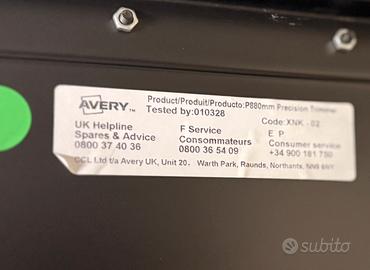 AVERY™
Product/Produit/Producto:P880mm Precision Trimmer
Tested by:010328
Code:XNK - 02
UK Helpline
Spares & Advice
0800 37 40 36
F Service
Consommateurs
0800 36 54 09
E P
Consumer service
+34 900 181 750
CCL Ltd t/a Avery UK, Unit 20. Warth Park, Raunds, Northants, NN9 6NY
subito